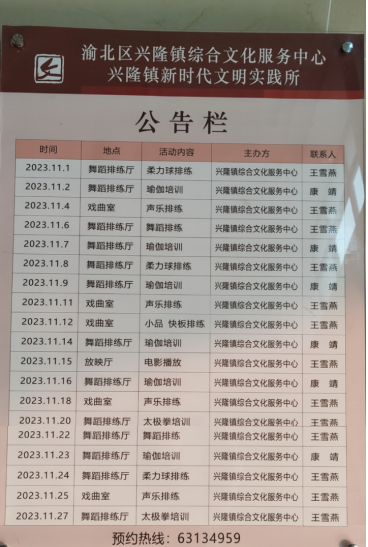 渝北区兴隆镇综合文化服务中心
兴隆镇新时代文明实践所
公告栏
时间 地点 活动内容 主办方 联系人
2023.11.1 舞蹈排练厅 柔力球排练 兴隆镇综合文化服务中心 王雪燕
2023.11.2 舞蹈排练厅 瑜伽培训 兴隆镇综合文化服务中心 康 靖
2023.11.4 戏曲室 声乐排练 兴隆镇综合文化服务中心 王雪燕
2023.11.6 舞蹈排练厅 舞蹈排练 兴隆镇综合文化服务中心 王雪燕
2023.11.7 舞蹈排练厅 瑜伽培训 兴隆镇综合文化服务中心 康 靖
2023.11.8 舞蹈排练厅 柔力球排练 兴隆镇综合文化服务中心 王雪燕
2023.11.9 舞蹈排练厅 瑜伽培训 兴隆镇综合文化服务中心 康 靖
2023.11.11 戏曲室 声乐排练 兴隆镇综合文化服务中心 王雪燕
2023.11.12 戏曲室 小品 快板排练 兴隆镇综合文化服务中心 王雪燕
2023.11.14 舞蹈排练厅 瑜伽培训 兴隆镇综合文化服务中心 康 靖
2023.11.15 放映厅 电影播放 兴隆镇综合文化服务中心 王雪燕
2023.11.16 舞蹈排练厅 瑜伽培训 兴隆镇综合文化服务中心 康 靖
2023.11.18 戏曲室 声乐排练 兴隆镇综合文化服务中心 王雪燕
2023.11.20 舞蹈排练厅 太极拳培训 兴隆镇综合文化服务中心 王雪燕
2023.11.22 舞蹈排练厅 舞蹈排练 兴隆镇综合文化服务中心 王雪燕
2023.11.23 舞蹈排练厅 瑜伽培训 兴隆镇综合文化服务中心 康 靖
2023.11.24 舞蹈排练厅 柔力球排练 兴隆镇综合文化服务中心 王雪燕
2023.11.25 戏曲室 声乐排练 兴隆镇综合文化服务中心 王雪燕
2023.11.27 舞蹈排练厅 太极拳培训 兴隆镇综合文化服务中心 王雪燕
预约热线：63134959